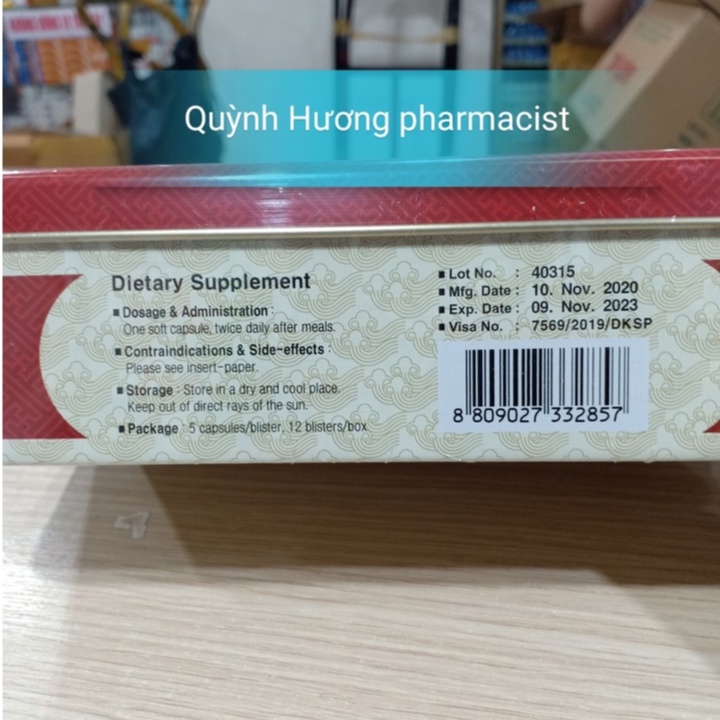 Quỳnh Hương pharmacist
Dietary Supplement
■ Dosage & Administration :
One soft capsule, twice daily after meals.
■ Contraindications & Side-effects :
Please see insert-paper.
■ Storage : Store in a dry and cool place.
Keep out of direct rays of the sun.
■ Package : 5 capsules/blister, 12 blisters/box
■ Lot No. : 40315
■ Mfg. Date : 10. Nov. 2020
■ Exp. Date : 09. Nov. 2023
■ Visa No. : 7569/2019/DKSP
8 809027 332857